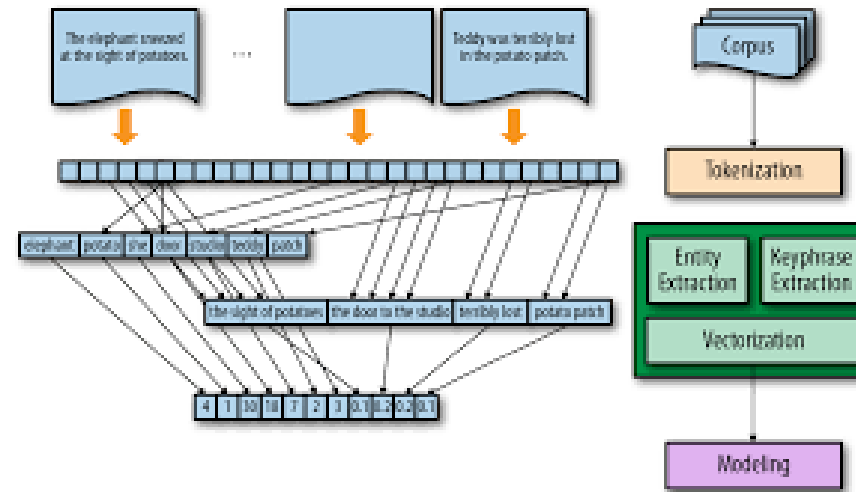 The elephant sneezed
at the sight of potatoes.
...
Teddy was terribly lost
in the potato patch.
Corpus
Tokenization
elephant potato she door studio teddy patch
Entity
Extraction
Keyphrase
Extraction
the sight of potatoes the door to the studio terribly lost potato patch
Vectorization
4 1 30 18 7 2 3 0.1 0.2 0.2 0.1
Modeling